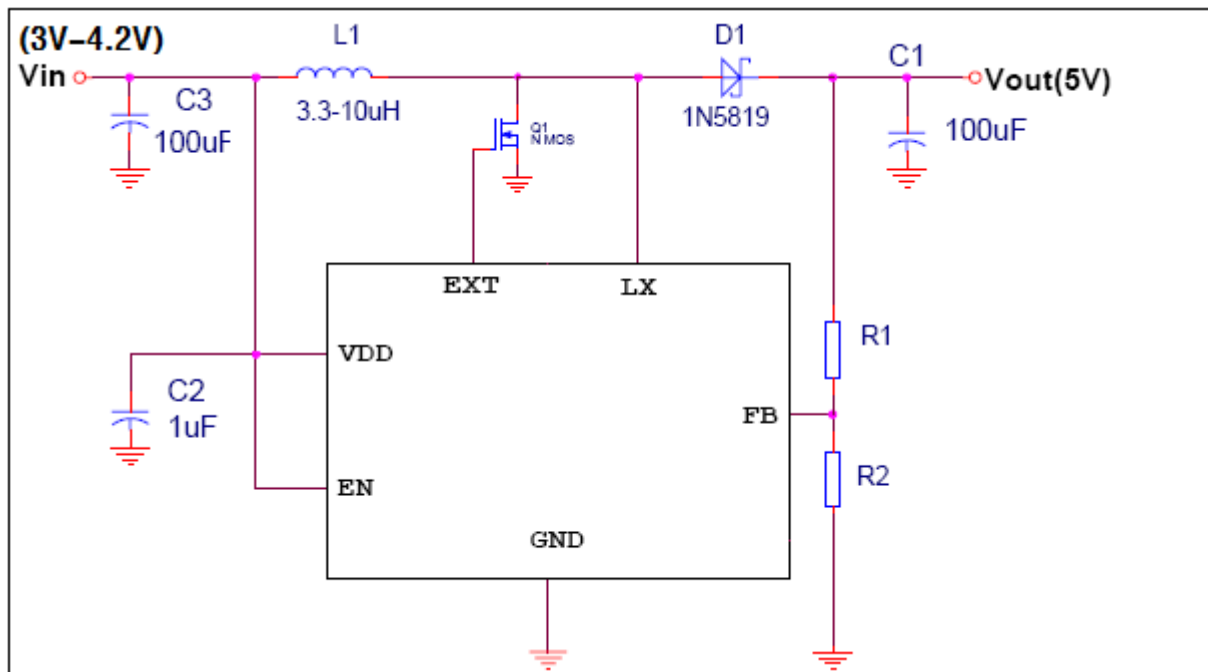 (3V-4.2V)
Vin
L1
D1
C1
Vout(5V)
C3
100uF
3.3-10uH
Q1
NMOS
1N5819
100uF
EXT
LX
VDD
R1
C2
1uF
FB
EN
R2
GND